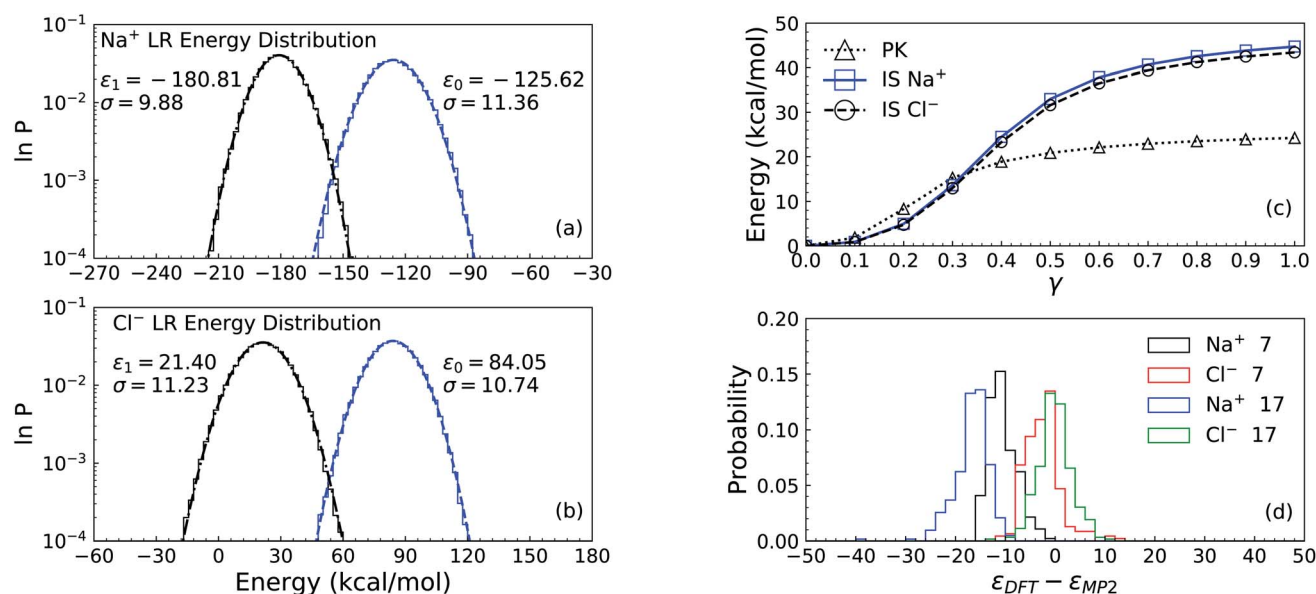 Na⁺ LR Energy Distribution
ε₁ = −180.81
σ = 9.88
ε₀ = −125.62
σ = 11.36
(a)
ln P
10⁻¹
10⁻²
10⁻³
10⁻⁴
−270 −210 −180 −150 −120 −90 −30
Cl⁻ LR Energy Distribution
ε₁ = 21.40
σ = 11.23
ε₀ = 84.05
σ = 10.74
(b)
ln P
10⁻¹
10⁻²
10⁻³
10⁻⁴
−60 −30 0 30 60 90 120 180
Energy (kcal/mol)
PK
IS Na⁺
IS Cl⁻
(c)
Energy (kcal/mol)
50
40
30
20
10
0
0.0 0.1 0.2 0.3 0.4 0.5 0.6 0.7 0.8 0.9 1.0
γ
Na⁺ 7
Cl⁻ 7
Na⁺ 17
Cl⁻ 17
(d)
Probability
0.20
0.15
0.10
0.05
0.00
−50 −40 −30 −20 −10 0 10 20 30 40 50
ε_DFT − ε_MP2